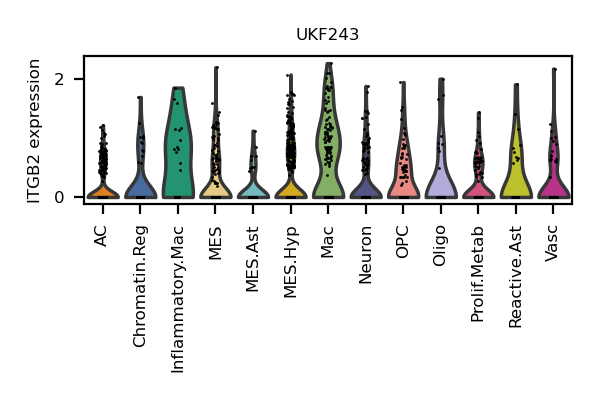 UKF243
ITGB2 expression
2
0
AC
Chromatin.Reg
Inflammatory.Mac
MES
MES.Ast
MES.Hyp
Mac
Neuron
OPC
Oligo
Prolif.Metab
Reactive.Ast
Vasc